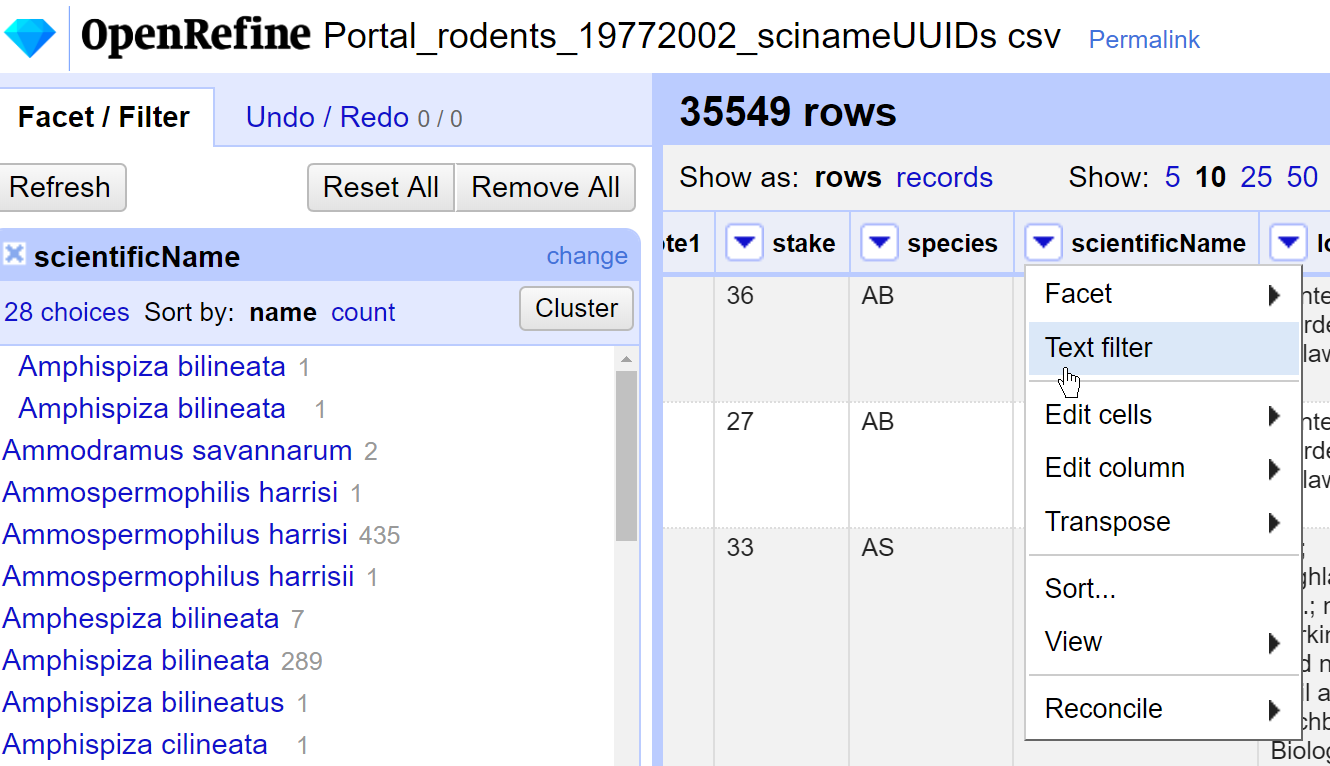 OpenRefine Portal_rodents_19772002_scinameUUIDs csv Permalink
Facet / Filter Undo / Redo 0 / 0
35549 rows
Refresh Reset All Remove All
Show as: rows records Show: 5 10 25 50
scientificName change
te1 stake species scientificName
28 choices Sort by: name count Cluster
Amphispiza bilineata 1
Amphispiza bilineata 1
Ammodramus savannarum 2
Ammospermophilis harrisi 1
Ammospermophilus harrisi 435
Ammospermophilus harrisii 1
Amphespiza bilineata 7
Amphispiza bilineata 289
Amphispiza bilineatus 1
Amphispiza cilineata 1
36 AB
27 AB
33 AS
Facet
Text filter
Edit cells
Edit column
Transpose
Sort...
View
Reconcile